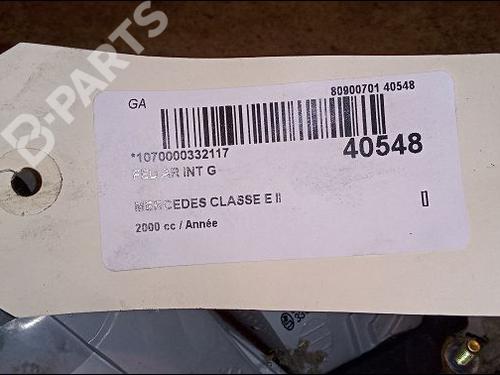 B-PARTS
GA
80900701 40548
*1070000332117
40548
FEU AR INT G
MERCEDES CLASSE E II
2000 cc / Année